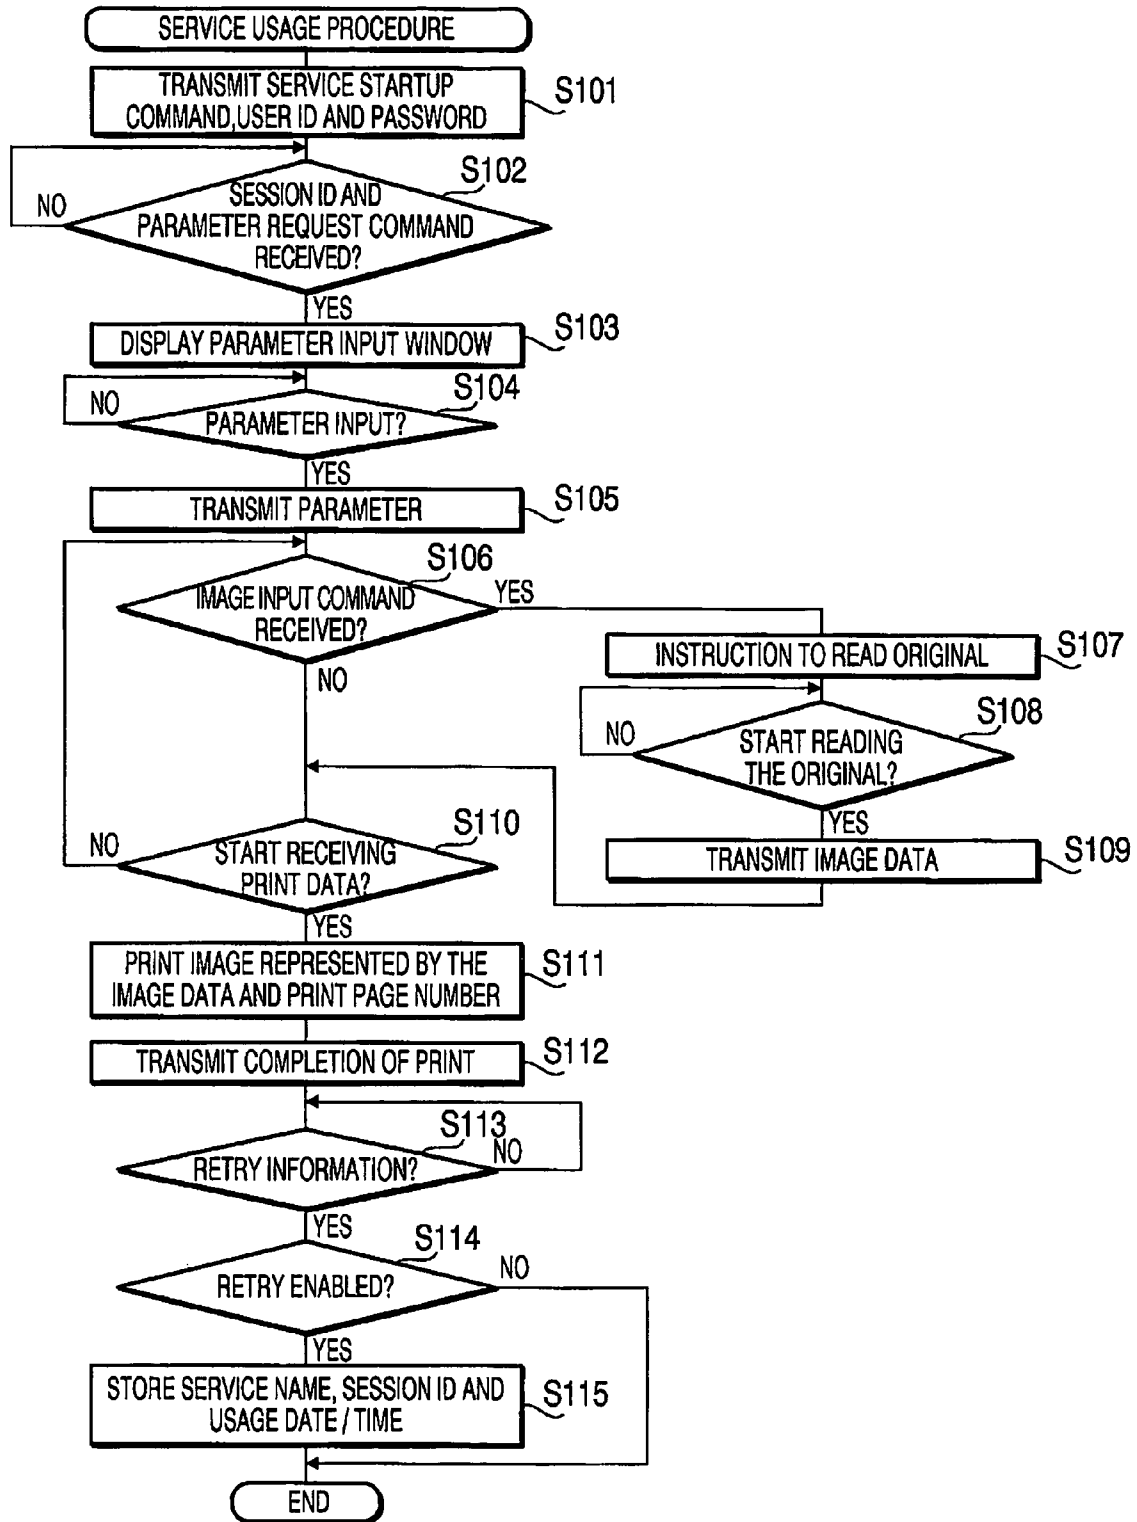 SERVICE USAGE PROCEDURE
TRANSMIT SERVICE STARTUP
COMMAND,USER ID AND PASSWORD
S101
S102
SESSION ID AND
PARAMETER REQUEST COMMAND
RECEIVED?
NO
YES
DISPLAY PARAMETER INPUT WINDOW
S103
S104
NO
PARAMETER INPUT?
YES
TRANSMIT PARAMETER
S105
S106
IMAGE INPUT COMMAND
RECEIVED?
YES
NO
INSTRUCTION TO READ ORIGINAL
S107
S108
NO
START READING
THE ORIGINAL?
YES
TRANSMIT IMAGE DATA
S109
S110
NO
START RECEIVING
PRINT DATA?
YES
PRINT IMAGE REPRESENTED BY THE
IMAGE DATA AND PRINT PAGE NUMBER
S111
TRANSMIT COMPLETION OF PRINT
S112
S113
NO
RETRY INFORMATION?
YES
S114
NO
RETRY ENABLED?
YES
STORE SERVICE NAME, SESSION ID AND
USAGE DATE / TIME
S115
END